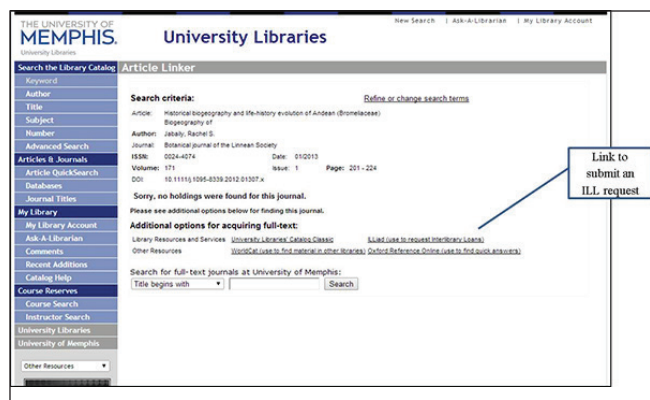 THE UNIVERSITY OF
MEMPHIS.
University Libraries
University Libraries
New Search | Ask-A-Librarian | My Library Account
Search the Library Catalog
Keyword
Author
Title
Subject
Number
Advanced Search
Articles & Journals
Article QuickSearch
Databases
Journal Titles
My Library
My Library Account
Ask-A-Librarian
Comments
Recent Additions
Catalog Help
Course Reserves
Course Search
Instructor Search
University Libraries
University of Memphis
Other Resources
Article Linker
Search criteria: Refine or change search terms
Article: Historical biogeography and life-history evolution of Andean (Bromeliaceae)
Biogeography of
Author: Jabaily, Rachel S.
Journal: Botanical journal of the Linnean Society
ISSN: 0024-4074 Date: 01/2013
Volume: 171 Issue: 1 Page: 201 - 224
DOI: 10.1111/j.1095-8339.2012.01307.x
Sorry, no holdings were found for this journal.
Please see additional options below for finding this journal.
Additional options for acquiring full-text:
Library Resources and Services University Libraries' Catalog Classic ILLiad (use to request Interlibrary Loans)
Other Resources WorldCat (use to find material in other libraries) Oxford Reference Online (use to find quick answers)
Search for full-text journals at University of Memphis:
Title begins with Search
Link to
submit an
ILL request